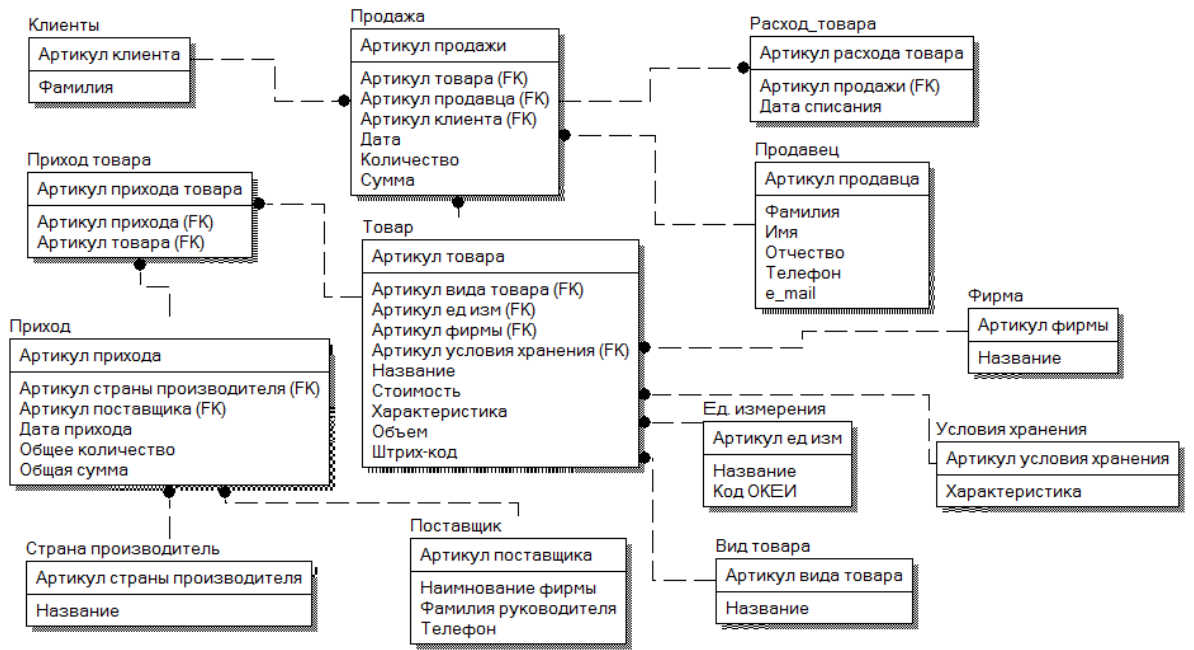 Клиенты
Артикул клиента
Фамилия
Продажа
Артикул продажи
Артикул товара (FK)
Артикул продавца (FK)
Артикул клиента (FK)
Дата
Количество
Сумма
Расход_товара
Артикул расхода товара
Артикул продажи (FK)
Дата списания
Приход товара
Артикул прихода товара
Артикул прихода (FK)
Артикул товара (FK)
Продавец
Артикул продавца
Фамилия
Имя
Отчество
Телефон
e_mail
Товар
Артикул товара
Артикул вида товара (FK)
Артикул ед изм (FK)
Артикул фирмы (FK)
Артикул условия хранения (FK)
Название
Стоимость
Характеристика
Объем
Штрих-код
Фирма
Артикул фирмы
Название
Приход
Артикул прихода
Артикул страны производителя (FK)
Артикул поставщика (FK)
Дата прихода
Общее количество
Общая сумма
Ед. измерения
Артикул ед изм
Название
Код ОКЕИ
Условия хранения
Артикул условия хранения
Характеристика
Страна производитель
Артикул страны производителя
Название
Поставщик
Артикул поставщика
Наимнование фирмы
Фамилия руководителя
Телефон
Вид товара
Артикул вида товара
Название